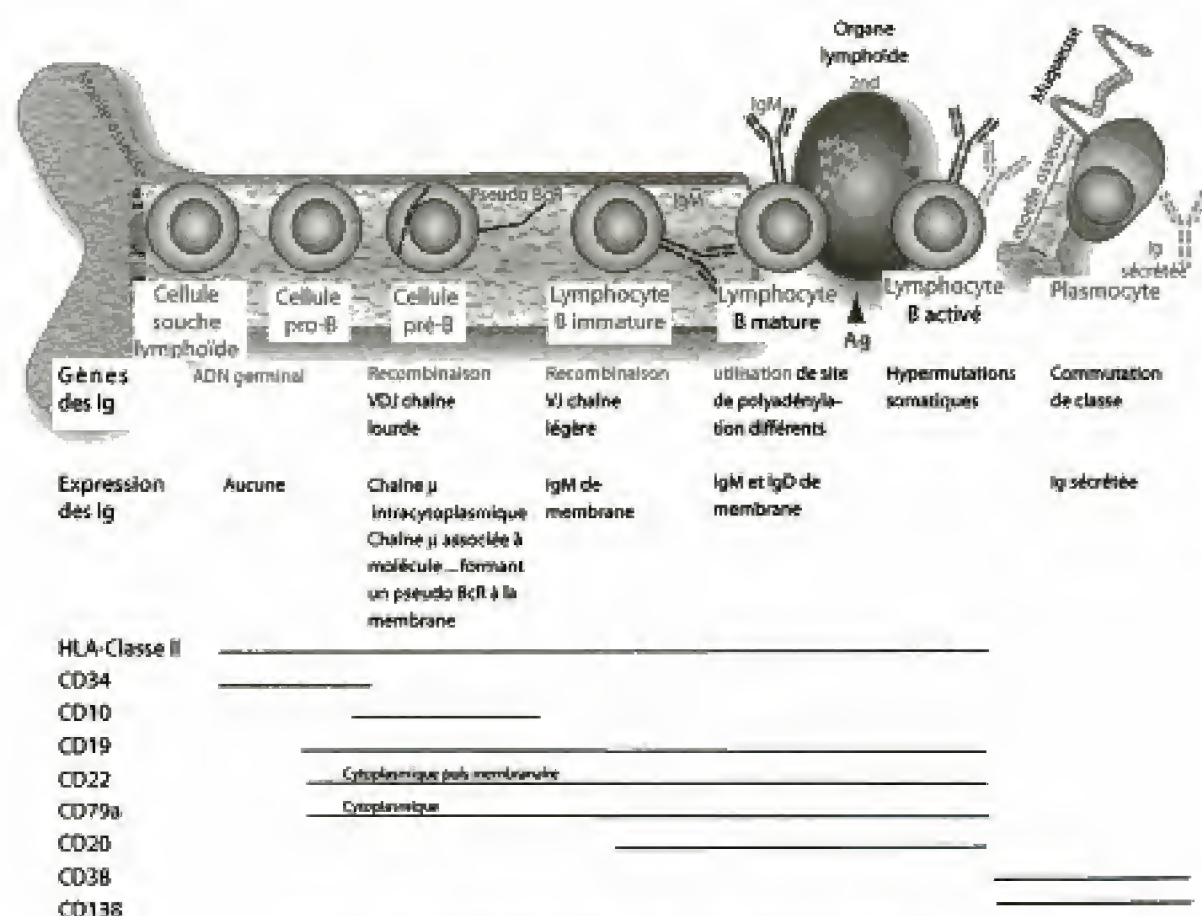 Organe
lymphoïde
2nd
Muqueuse
IgM
moelle osseuse
moelle osseuse
Pseudo BcR
IgM
Ig
sécrétée
Cellule
souche
lymphoïde
Cellule
pro-B
Cellule
pré-B
Lymphocyte
B immature
Lymphocyte
B mature
Ag
Lymphocyte
B activé
Plasmocyte
Gènes
des Ig
ADN germinal
Recombinaison
VDJ chaîne
lourde
Recombinaison
VJ chaîne
légère
utilisation de site
de polyadényla-
tion différents
Hypermutations
somatiques
Commutation
de classe
Expression
des Ig
Aucune
Chaîne µ
intracytoplasmique
Chaîne µ associée à
molécule...formant
un pseudo BcR à la
membrane
IgM de
membrane
IgM et IgD de
membrane
Ig sécrétée
HLA-Classe II
CD34
CD10
CD19
CD22 Cytoplasmique puis membranaire
CD79a Cytoplasmique
CD20
CD38
CD138